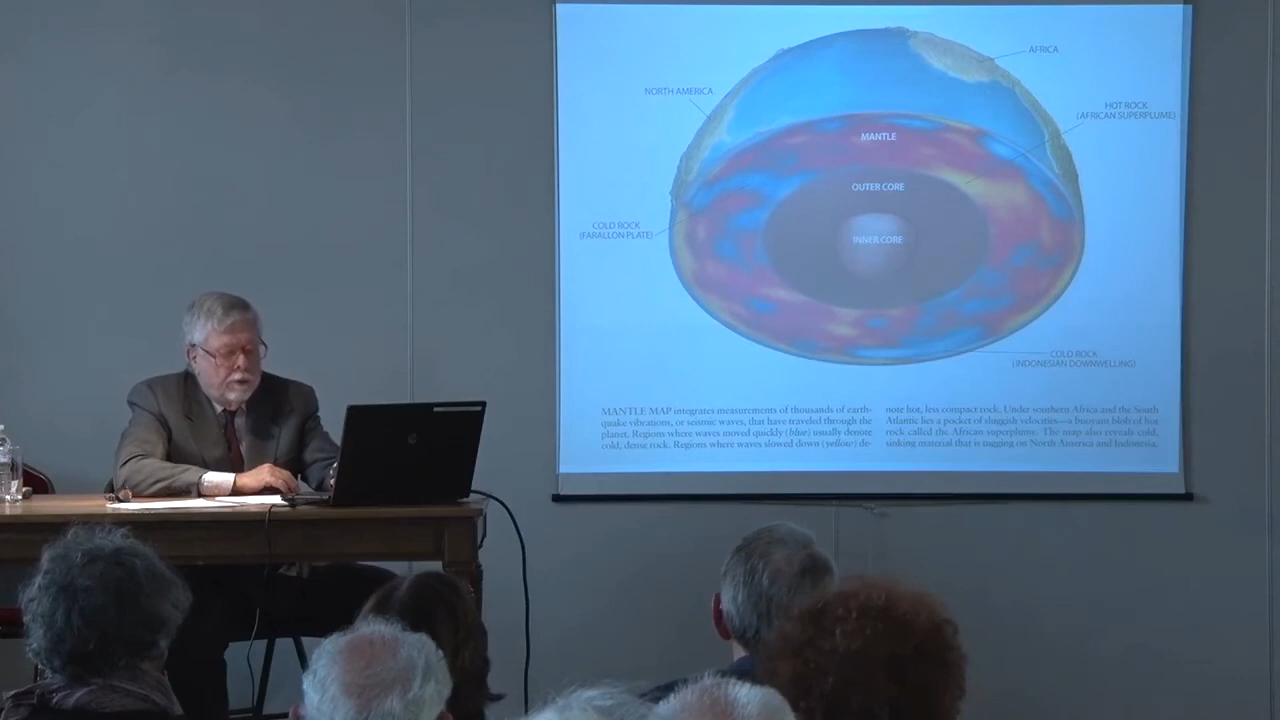 AFRICA
NORTH AMERICA
HOT ROCK
(AFRICAN SUPERPLUME)
MANTLE
OUTER CORE
COLD ROCK
(FARALLON PLATE)
INNER CORE
COLD ROCK
(INDONESIAN DOWNWELLING)
MANTLE MAP integrates measurements of thousands of earth-
quake vibrations, or seismic waves, that have traveled through the
planet. Regions where waves moved quickly (blue) usually denote
cold, dense rock. Regions where waves slowed down (yellow) de-
note hot, less compact rock. Under southern Africa and the South
Atlantic lies a pocket of sluggish velocities—a buoyant blob of hot
rock called the African superplume. The map also reveals cold,
sinking material that is tugging on North America and Indonesia.